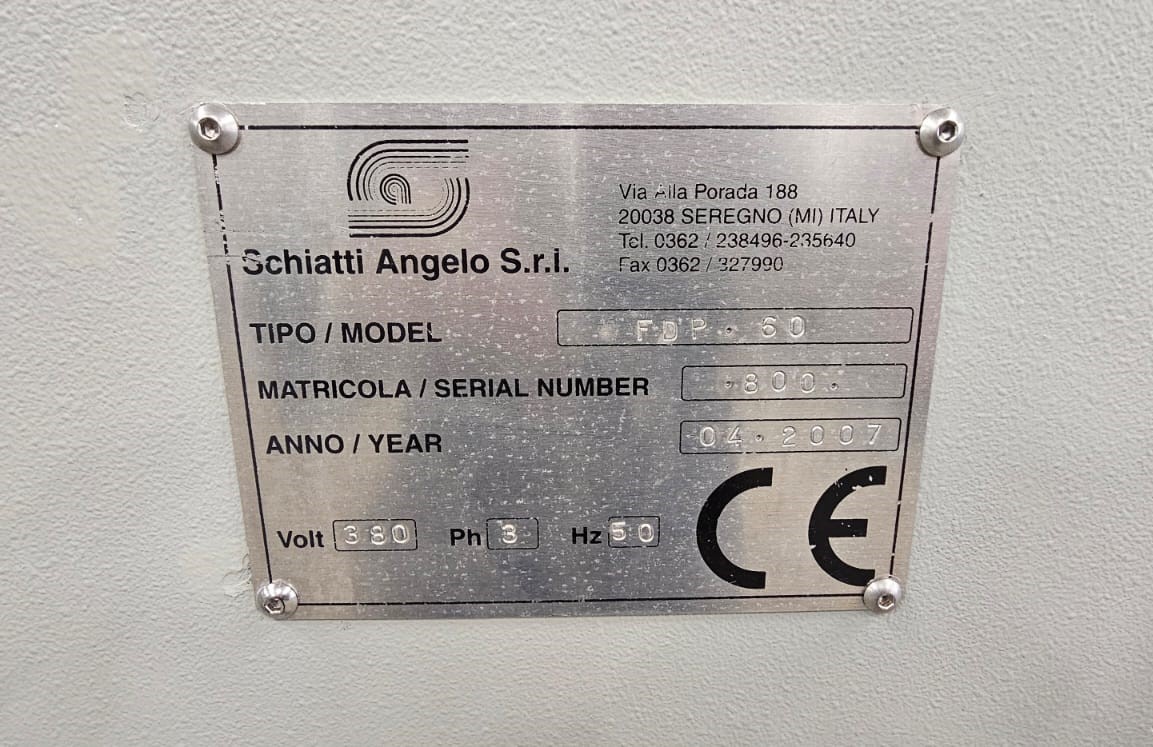 Schiatti Angelo S.r.l.
Via Alla Porada 188
20038 SEREGNO (MI) ITALY
Tel. 0362 / 238496-235640
Fax 0362 / 327990
TIPO / MODEL FDP · 60
MATRICOLA / SERIAL NUMBER ·800·
ANNO / YEAR 04·2007
Volt 380 Ph 3 Hz 50
CE